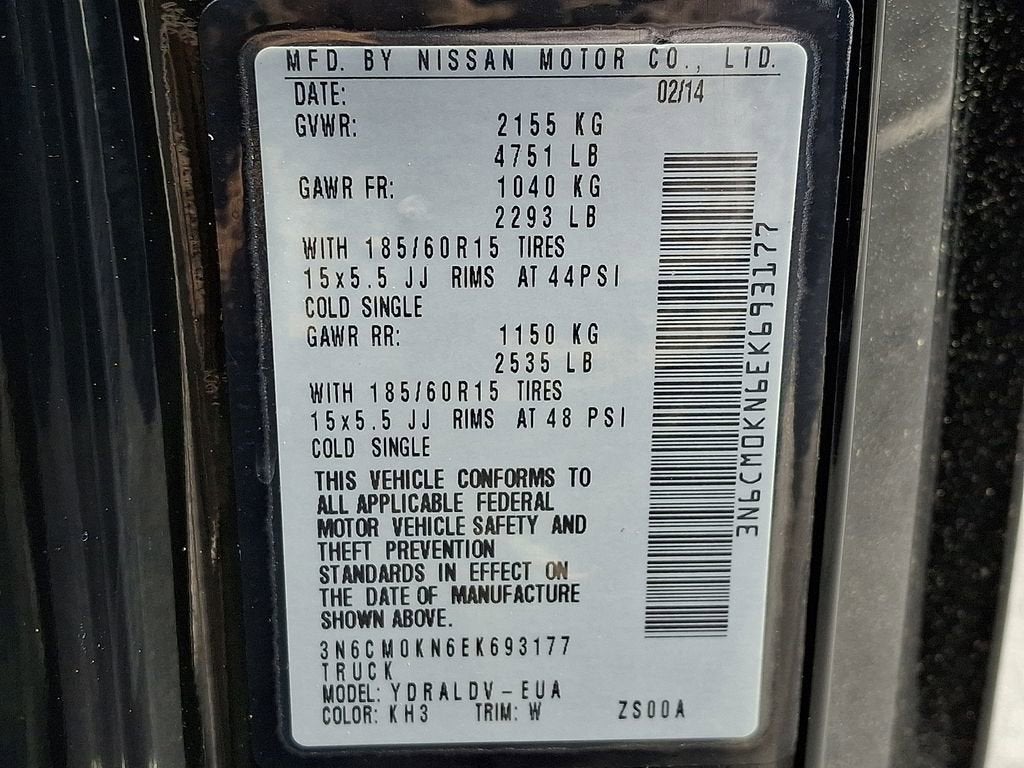 MFD. BY NISSAN MOTOR CO., LTD.
DATE: 02/14
GVWR: 2155 KG
4751 LB
GAWR FR: 1040 KG
2293 LB
WITH 185/60R15 TIRES
15x5.5 JJ RIMS AT 44PSI
COLD SINGLE
GAWR RR: 1150 KG
2535 LB
WITH 185/60R15 TIRES
15x5.5 JJ RIMS AT 48 PSI
COLD SINGLE
THIS VEHICLE CONFORMS TO
ALL APPLICABLE FEDERAL
MOTOR VEHICLE SAFETY AND
THEFT PREVENTION
STANDARDS IN EFFECT ON
THE DATE OF MANUFACTURE
SHOWN ABOVE.
3N6CM0KN6EK693177
TRUCK
MODEL: YDRALDV-EUA
COLOR: KH3 TRIM: W ZS00A
3N6CM0KN6EK693177